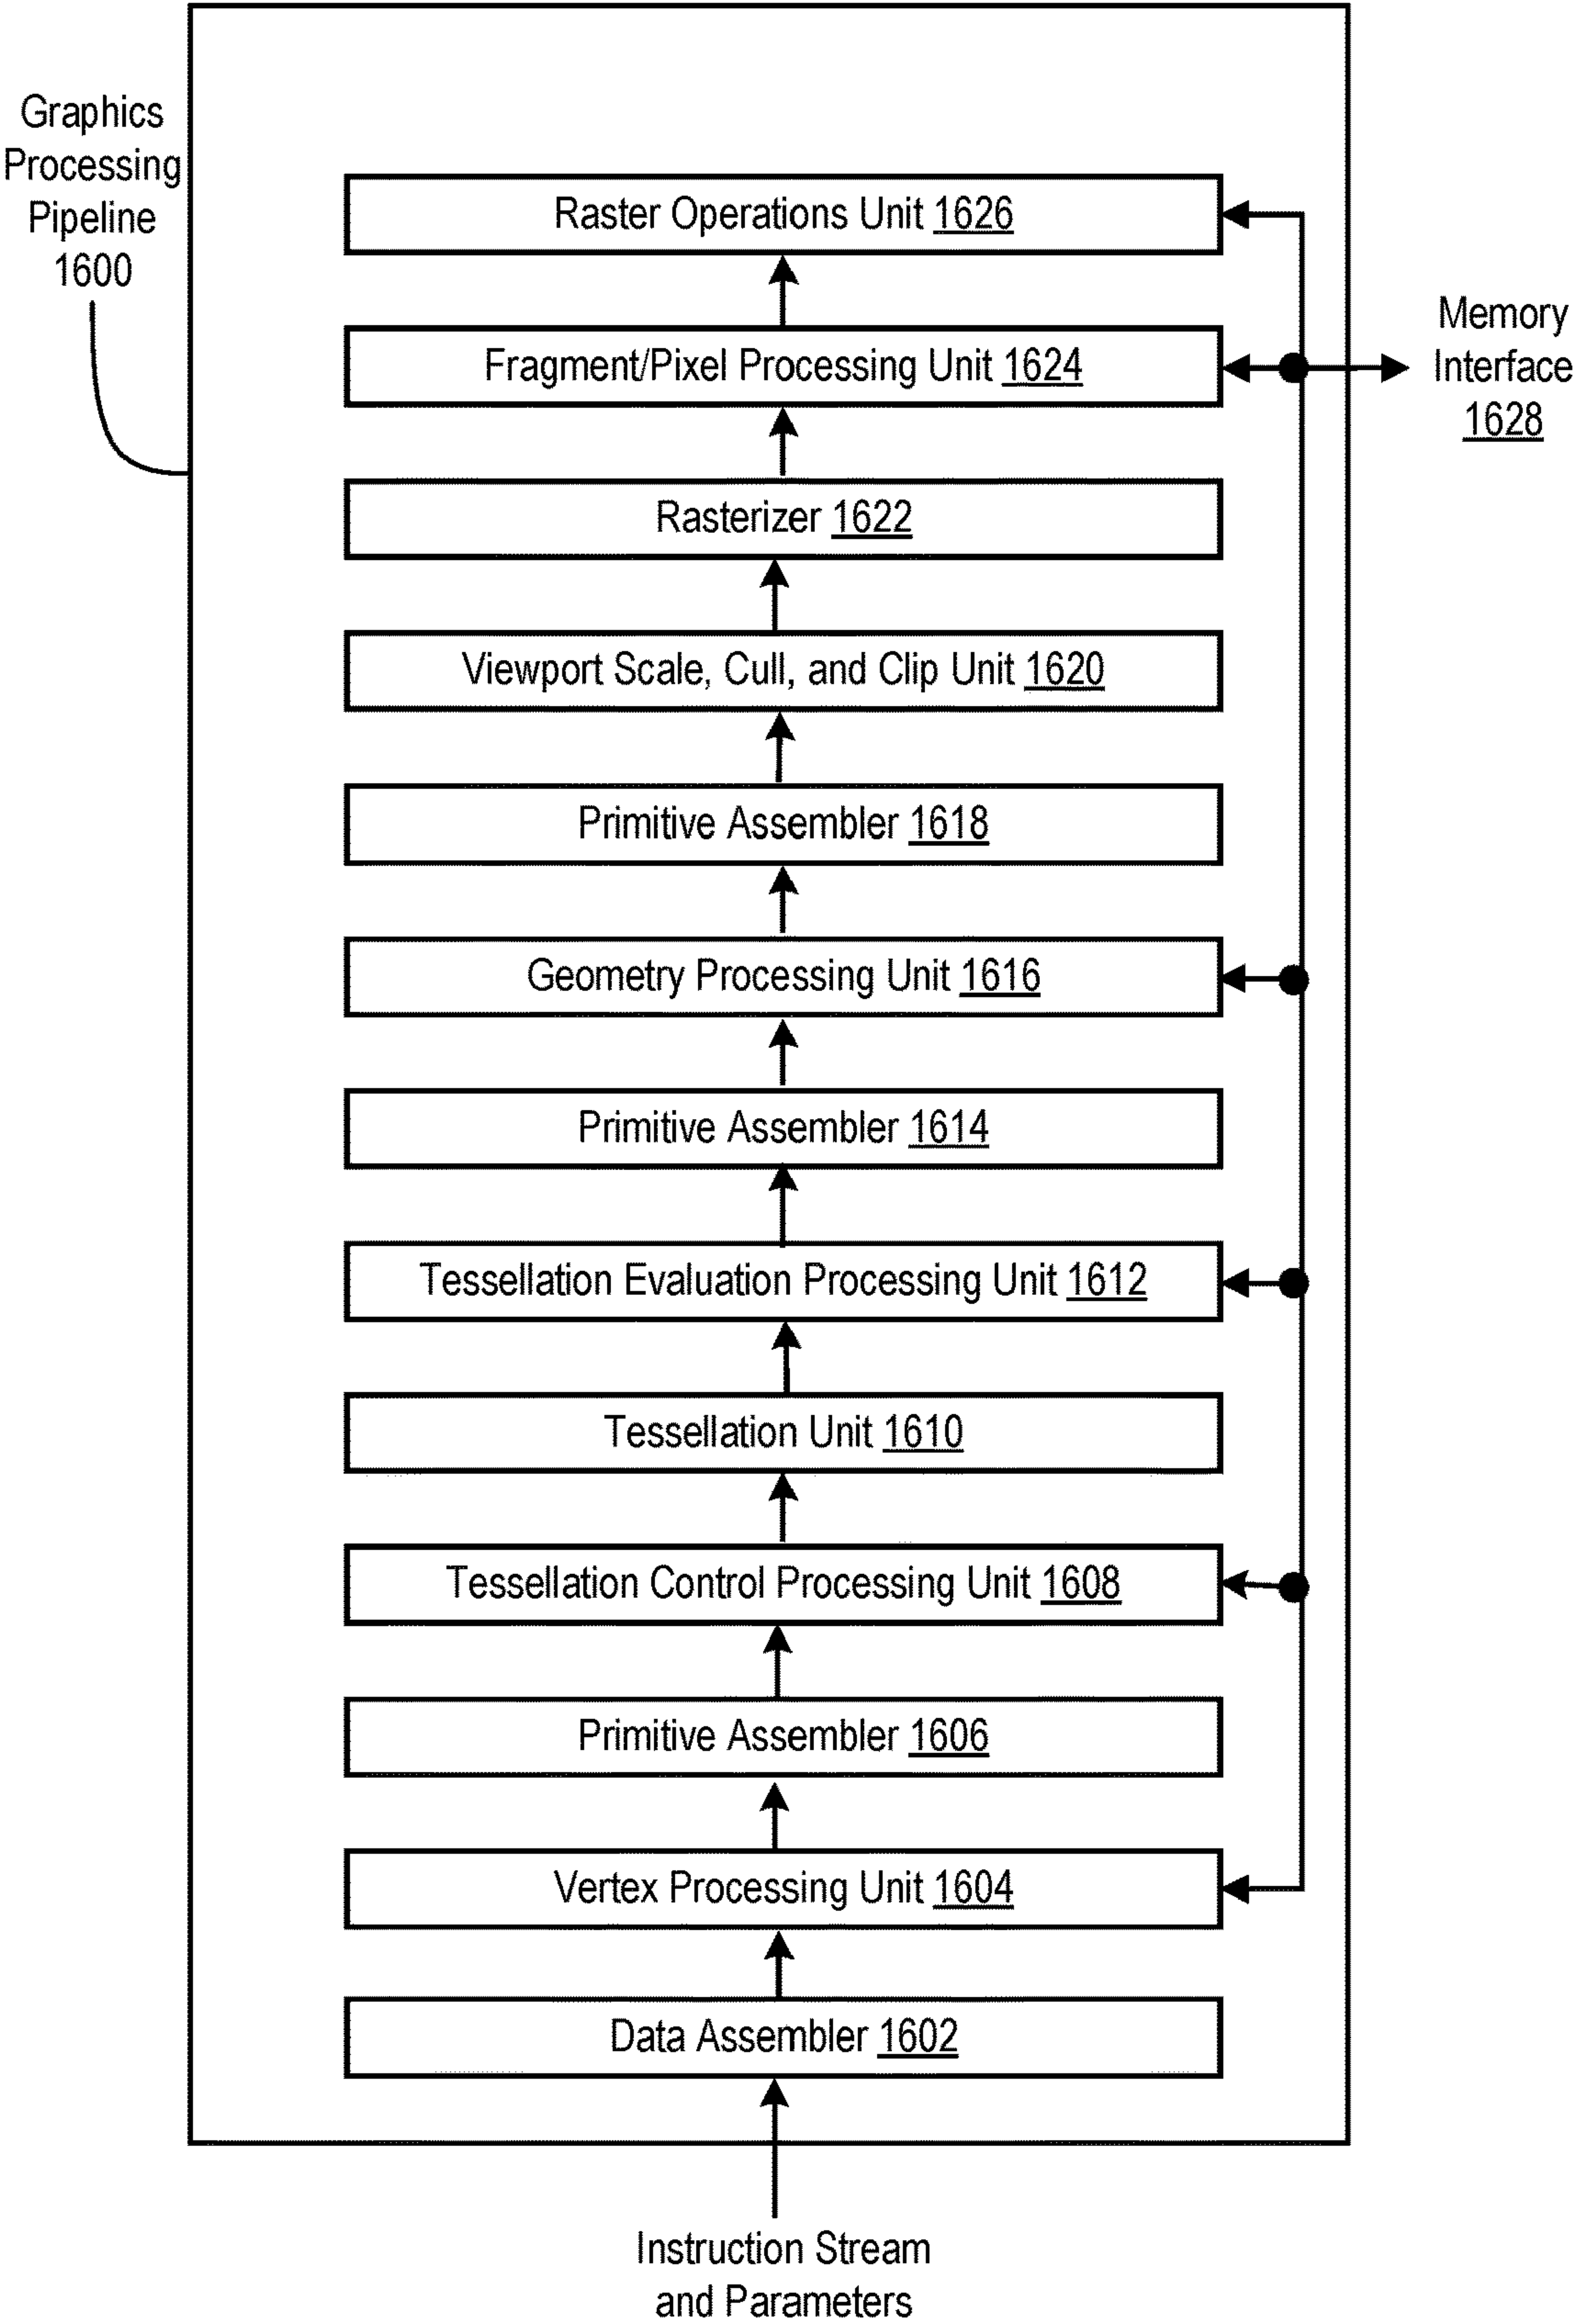 Graphics
Processing
Pipeline
1600
Raster Operations Unit 1626
Fragment/Pixel Processing Unit 1624
Memory
Interface
1628
Rasterizer 1622
Viewport Scale, Cull, and Clip Unit 1620
Primitive Assembler 1618
Geometry Processing Unit 1616
Primitive Assembler 1614
Tessellation Evaluation Processing Unit 1612
Tessellation Unit 1610
Tessellation Control Processing Unit 1608
Primitive Assembler 1606
Vertex Processing Unit 1604
Data Assembler 1602
Instruction Stream
and Parameters